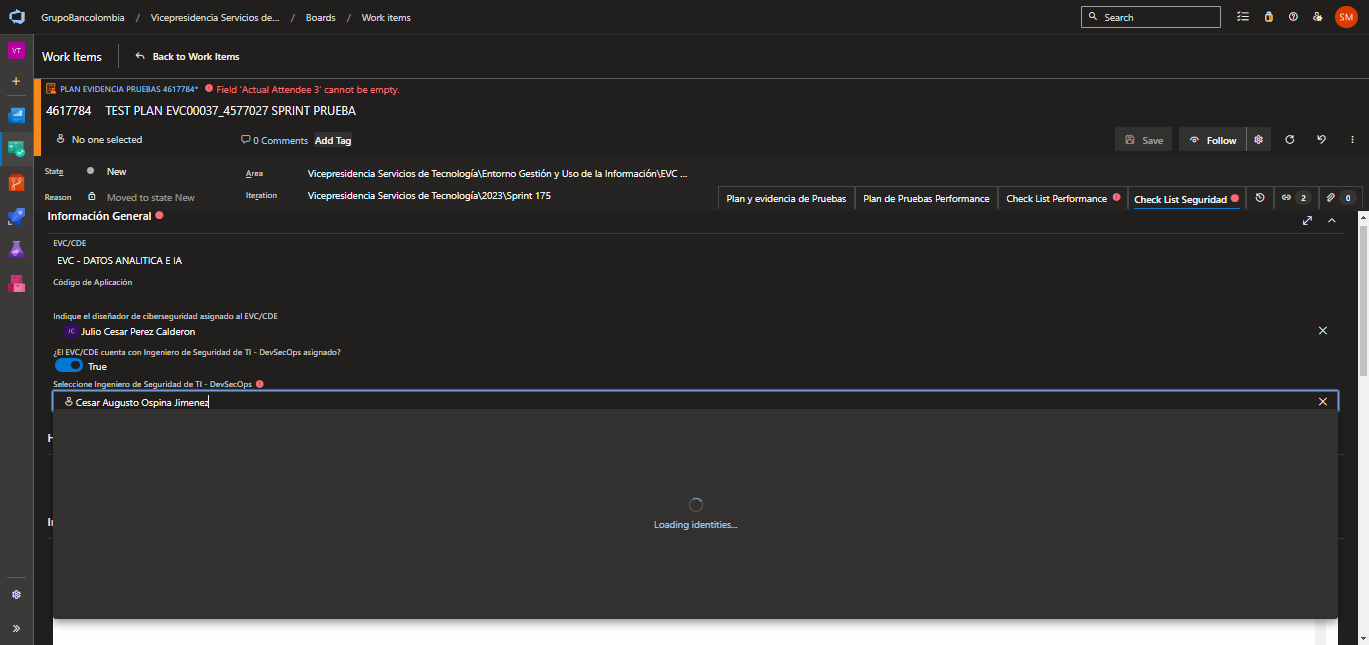 GrupoBancolombia / Vicepresidencia Servicios de... / Boards / Work items
Search
SM
VT
Work Items
Back to Work Items
PLAN EVIDENCIA PRUEBAS 4617784*
Field 'Actual Attendee 3' cannot be empty.
4617784 TEST PLAN EVC00037_4577027 SPRINT PRUEBA
No one selected
0 Comments
Add Tag
Save
Follow
State
New
Area
Vicepresidencia Servicios de Tecnología\Entorno Gestión y Uso de la Información\EVC ...
Reason
Moved to state New
Iteration
Vicepresidencia Servicios de Tecnología\2023\Sprint 175
Plan y evidencia de Pruebas
Plan de Pruebas Performance
Check List Performance
Check List Seguridad
2
0
Información General
EVC/CDE
EVC - DATOS ANALITICA E IA
Código de Aplicación
Indique el diseñador de ciberseguridad asignado al EVC/CDE
JC
Julio Cesar Perez Calderon
¿El EVC/CDE cuenta con Ingeniero de Seguridad de TI - DevSecOps asignado?
True
Seleccione Ingeniero de Seguridad de TI - DevSecOps
Cesar Augusto Ospina Jimenez
Loading identities...